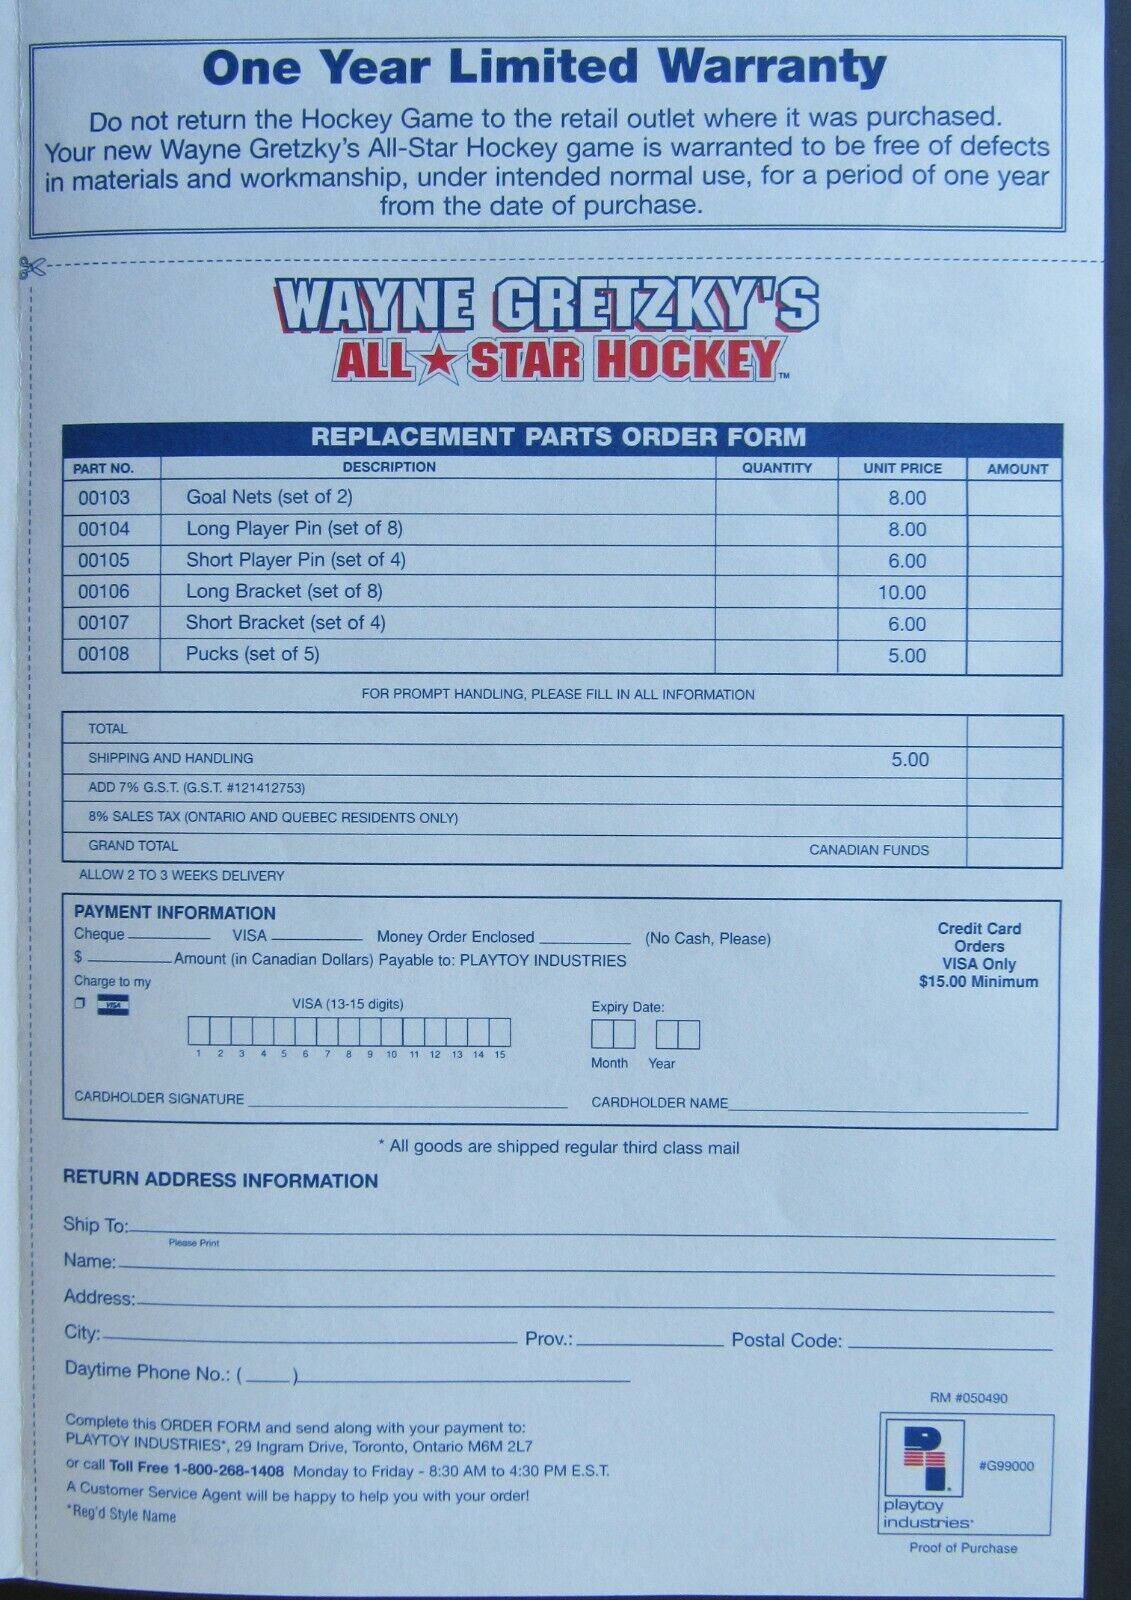 One Year Limited Warranty
Do not return the Hockey Game to the retail outlet where it was purchased.
Your new Wayne Gretzky's All-Star Hockey game is warranted to be free of defects
in materials and workmanship, under intended normal use, for a period of one year
from the date of purchase.
WAYNE GRETZKY'S
ALL★STAR HOCKEY™
REPLACEMENT PARTS ORDER FORM
PART NO. DESCRIPTION QUANTITY UNIT PRICE AMOUNT
00103 Goal Nets (set of 2) 8.00
00104 Long Player Pin (set of 8) 8.00
00105 Short Player Pin (set of 4) 6.00
00106 Long Bracket (set of 8) 10.00
00107 Short Bracket (set of 4) 6.00
00108 Pucks (set of 5) 5.00
FOR PROMPT HANDLING, PLEASE FILL IN ALL INFORMATION
TOTAL
SHIPPING AND HANDLING 5.00
ADD 7% G.S.T. (G.S.T. #121412753)
8% SALES TAX (ONTARIO AND QUEBEC RESIDENTS ONLY)
GRAND TOTAL CANADIAN FUNDS
ALLOW 2 TO 3 WEEKS DELIVERY
PAYMENT INFORMATION
Cheque VISA Money Order Enclosed (No Cash, Please)
$ Amount (in Canadian Dollars) Payable to: PLAYTOY INDUSTRIES
Credit Card
Orders
VISA Only
$15.00 Minimum
Charge to my
VISA
VISA (13-15 digits)
1 2 3 4 5 6 7 8 9 10 11 12 13 14 15
Expiry Date:
Month Year
CARDHOLDER SIGNATURE CARDHOLDER NAME
* All goods are shipped regular third class mail
RETURN ADDRESS INFORMATION
Ship To:
Please Print
Name:
Address:
City: Prov.: Postal Code:
Daytime Phone No.: ( )
Complete this ORDER FORM and send along with your payment to:
PLAYTOY INDUSTRIES*, 29 Ingram Drive, Toronto, Ontario M6M 2L7
or call Toll Free 1-800-268-1408 Monday to Friday - 8:30 AM to 4:30 PM E.S.T.
A Customer Service Agent will be happy to help you with your order!
*Reg'd Style Name
RM #050490
#G99000
playtoy
industries*
Proof of Purchase